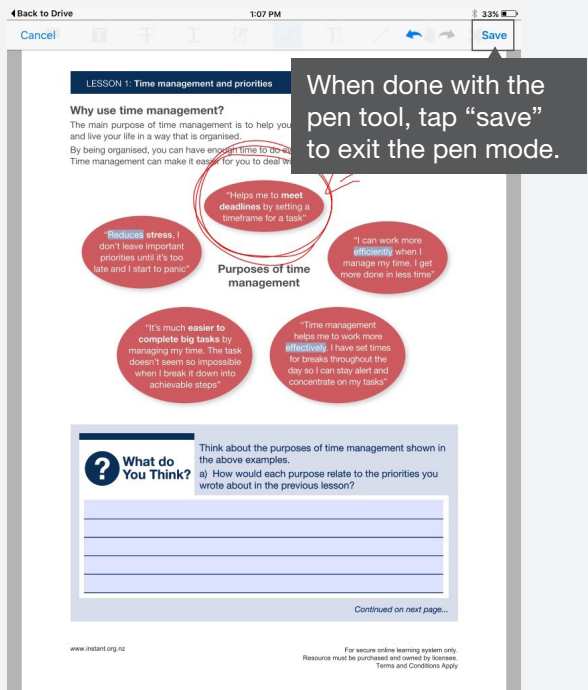 Back to Drive
1:07 PM
33%
Cancel
T
T
T
T
Save
When done with the
pen tool, tap “save”
to exit the pen mode.
LESSON 1: Time management and priorities
Why use time management?
The main purpose of time management is to help you
and live your life in a way that is organised.
By being organised, you can have enough time to do
Time management can make it easier for you to deal
“Helps me to meet
deadlines by setting a
timeframe for a task”
“Reduces stress, I
don’t leave important
priorities until it’s too
late and I start to panic”
“I can work more
efficiently when I
manage my time. I get
more done in less time”
Purposes of time
management
“It’s much easier to
complete big tasks by
managing my time. The task
doesn’t seem so impossible
when I break it down into
achievable steps”
“Time management
helps me to work more
effectively. I have set times
for breaks throughout the
day so I can stay alert and
concentrate on my tasks”
?
What do
You Think?
Think about the purposes of time management shown in
the above examples.
a) How would each purpose relate to the priorities you
wrote about in the previous lesson?
Continued on next page...
www.instant.org.nz
For secure online learning system only.
Resource must be purchased and owned by licensee.
Terms and Conditions Apply